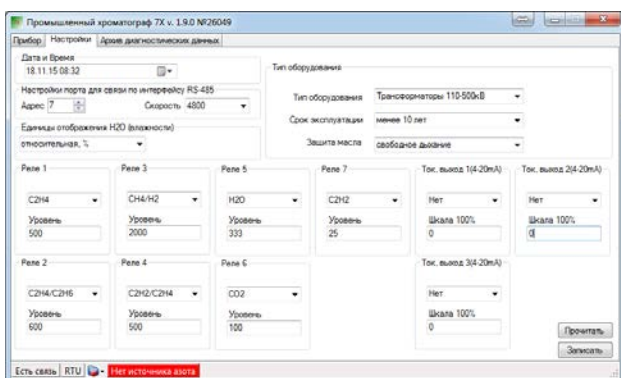 Промышленный хроматограф 7X v. 1.9.0 №26049
Прибор Настройки Архив диагностических данных
Дата и Время
18.11.15 08:32
Настройки порта для связи по интерфейсу RS-485
Адрес 7 Скорость 4800
Единицы отображения H2O (влажности)
относительная, %
Тип оборудования
Тип оборудования Трансформаторы 110-500кВ
Срок эксплуатации менее 10 лет
Защита масла свободное дыхание
Реле 1 Реле 3 Реле 5 Реле 7 Ток. выход 1(4-20mA) Ток. выход 2(4-20mA)
C2H4 CH4/H2 H2O C2H2 Нет Нет
Уровень Уровень Уровень Уровень Шкала 100% Шкала 100%
500 2000 333 25 0 0
Реле 2 Реле 4 Реле 6 Ток. выход 3(4-20mA)
C2H4/C2H6 C2H2/C2H4 CO2 Нет
Уровень Уровень Уровень Шкала 100%
600 500 100 0
Прочитать
Записать
Есть связь RTU Нет источника азота